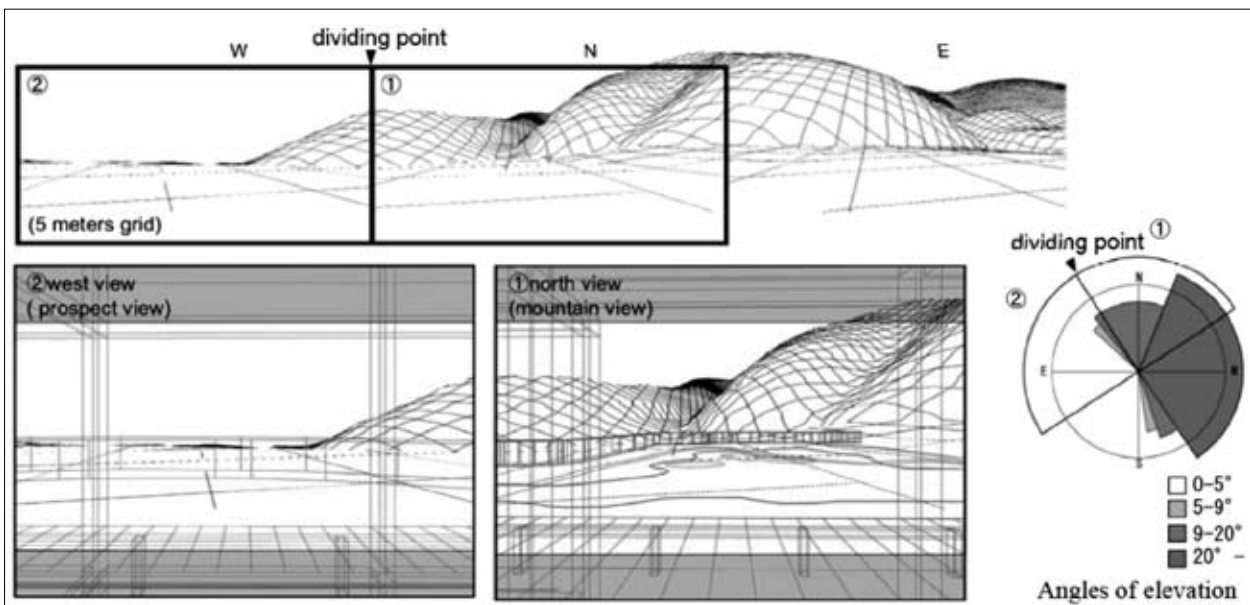 W
dividing point
N
E
②
①
(5 meters grid)
②west view
( prospect view)
①north view
(mountain view)
dividing point ①
②
N
E
W
S
0-5°
5-9°
9-20°
20° -
Angles of elevation